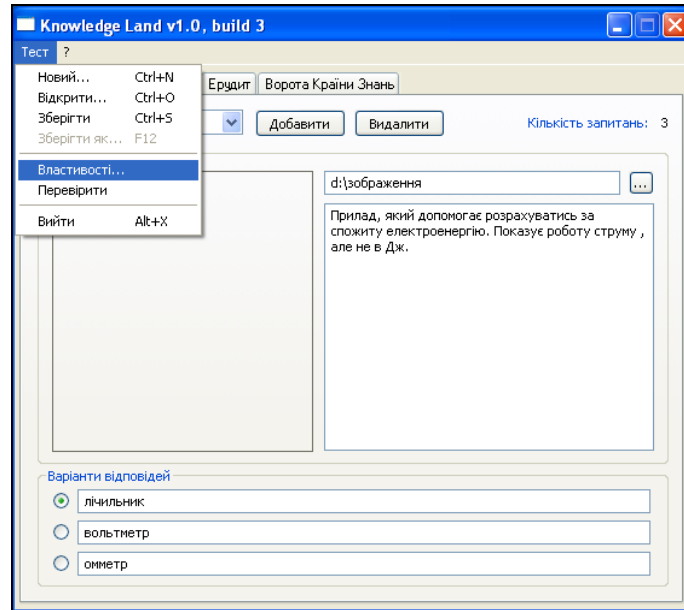 Knowledge Land v1.0, build 3
Тест ?
Новий... Ctrl+N
Відкрити... Ctrl+O
Зберігти Ctrl+S
Зберігти як... F12
Властивості...
Перевірити
Вийти Alt+X
Ерудит Ворота Країни Знань
Добавити Видалити Кількість запитань: 3
d:\зображення ...
Прилад, який допомогає розрахуватись за
спожиту електроенергію. Показує роботу струму ,
але не в Дж.
Варіанти відповідей
лічильник
вольтметр
омметр